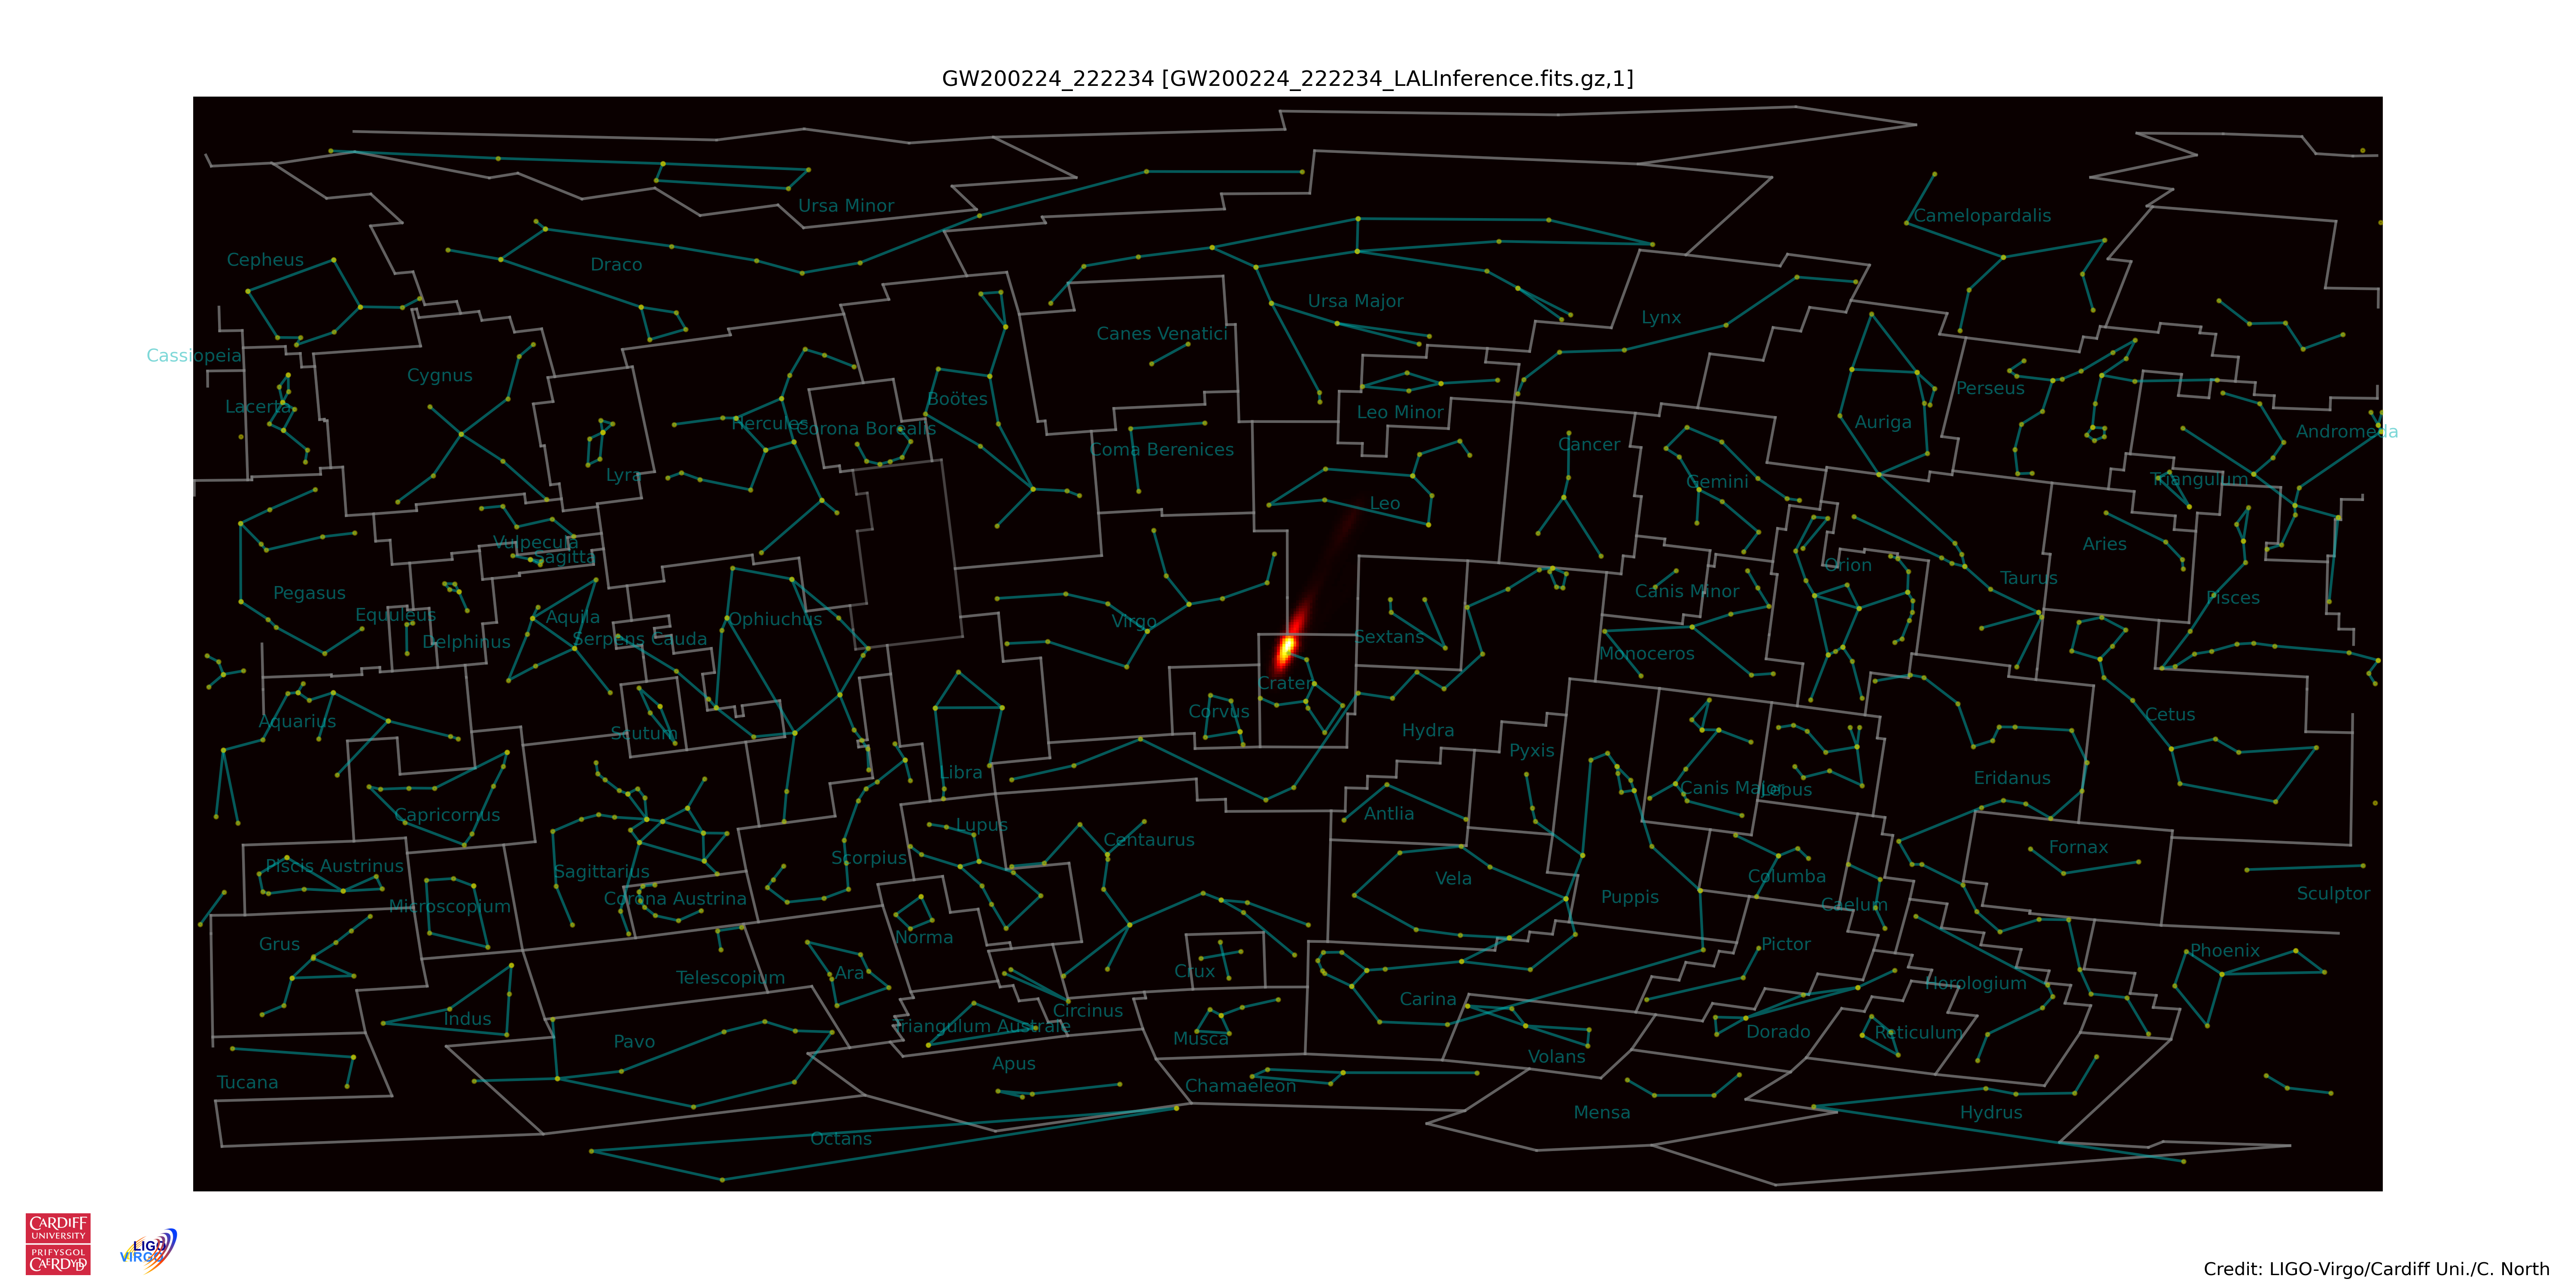 GW200224_222234 [GW200224_222234_LALInference.fits.gz,1]
Ursa Minor
Camelopardalis
Cepheus
Draco
Ursa Major
Lynx
Canes Venatici
Cassiopeia
Cygnus
Perseus
Boötes
Lacerta
Leo Minor
Hercules
Corona Borealis
Auriga
Andromeda
Cancer
Coma Berenices
Lyra
Gemini
Triangulum
Leo
Vulpecula
Sagitta
Aries
Orion
Taurus
Pegasus
Canis Minor
Pisces
Equuleus
Aquila
Ophiuchus
Virgo
Delphinus
Serpens Cauda
Sextans
Monoceros
Crater
Aquarius
Corvus
Cetus
Scutum
Hydra
Pyxis
Libra
Eridanus
Canis Major
Lepus
Capricornus
Antlia
Lupus
Centaurus
Fornax
Piscis Austrinus
Scorpius
Sagittarius
Vela
Columba
Puppis
Corona Austrina
Sculptor
Microscopium
Caelum
Norma
Grus
Pictor
Phoenix
Telescopium
Ara
Crux
Horologium
Carina
Circinus
Indus
Triangulum Australe
Pavo
Musca
Dorado
Reticulum
Volans
Apus
Tucana
Chamaeleon
Mensa
Hydrus
Octans
CARDIFF
UNIVERSITY
PRIFYSGOL
CAERDYDD
LIGO
VIRGO
Credit: LIGO-Virgo/Cardiff Uni./C. North